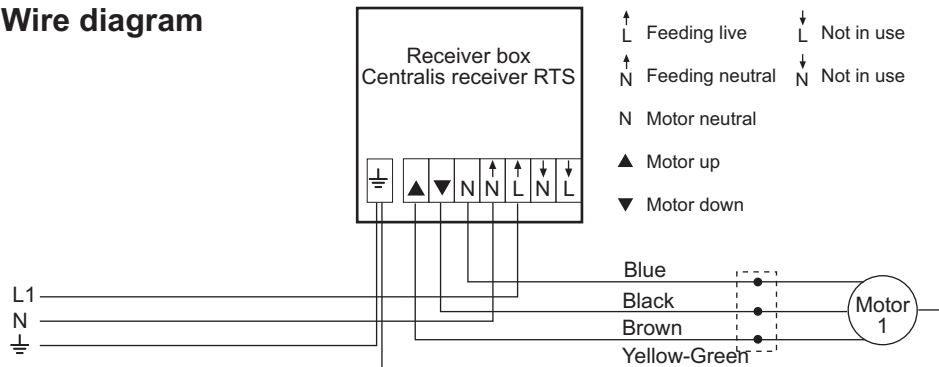 Wire diagram
Receiver box
Centralis receiver RTS
L Feeding live L Not in use
N Feeding neutral N Not in use
N Motor neutral
Motor up
Motor down
N N L N L
Blue
L1
Black
Motor
1
N
Brown
Yellow-Green